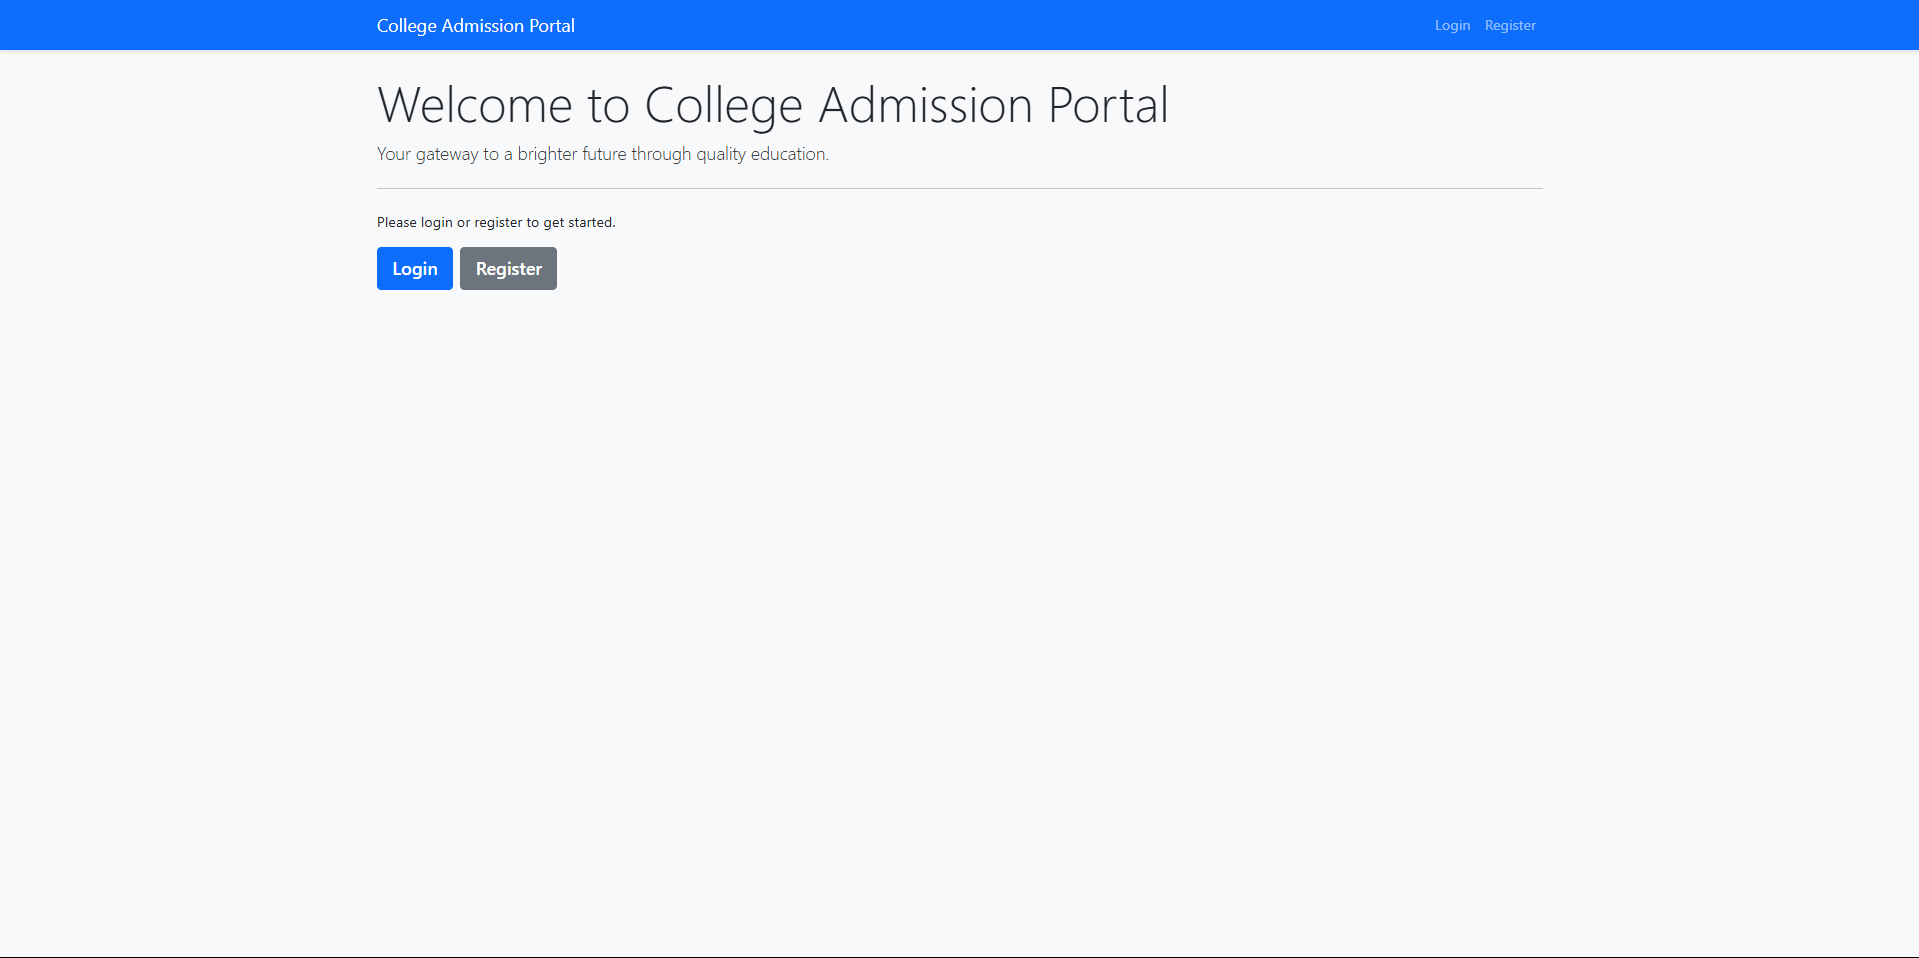 College Admission Portal
Login Register
Welcome to College Admission Portal
Your gateway to a brighter future through quality education.
Please login or register to get started.
Login Register